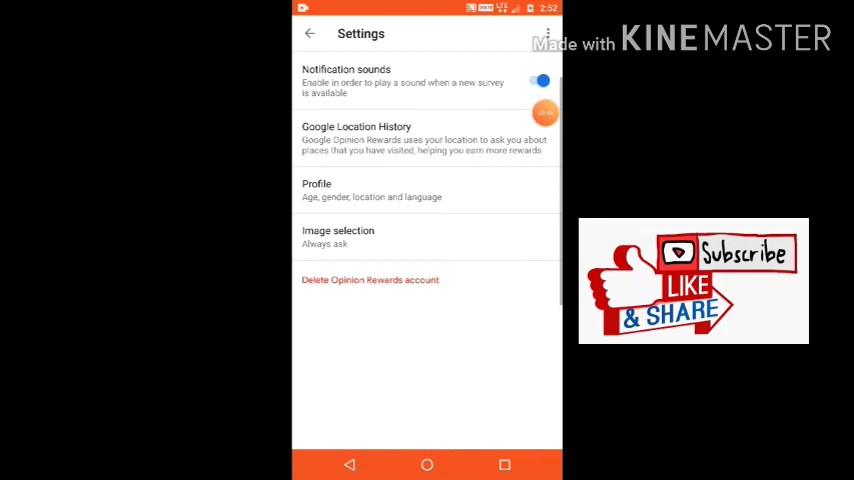 LTE
2:52
Settings
Made with KINEMASTER
Notification sounds
Enable in order to play a sound when a new survey
is available
Google Location History
Google Opinion Rewards uses your location to ask you about
places that you have visited, helping you earn more rewards
Profile
Age, gender, location and language
Image selection
Always ask
Delete Opinion Rewards account
Subscribe
LIKE
& SHARE